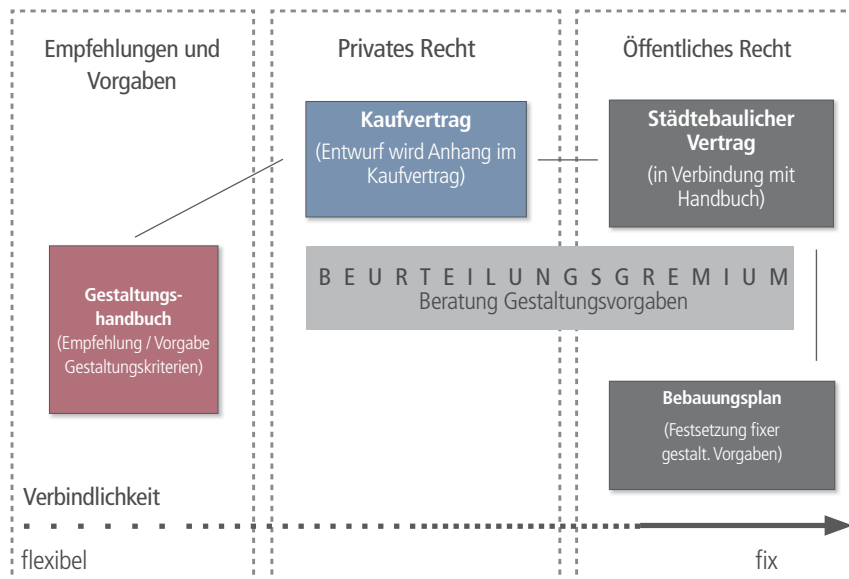 Empfehlungen und
Vorgaben
Privates Recht
Öffentliches Recht
Kaufvertrag
(Entwurf wird Anhang im
Kaufvertrag)
Städtebaulicher
Vertrag
(in Verbindung mit
Handbuch)
Gestaltungs-
handbuch
(Empfehlung / Vorgabe
Gestaltungskriterien)
BEURTEILUNGSGREMIUM
Beratung Gestaltungsvorgaben
Bebauungsplan
(Festsetzung fixer
gestalt. Vorgaben)
Verbindlichkeit
flexibel
fix